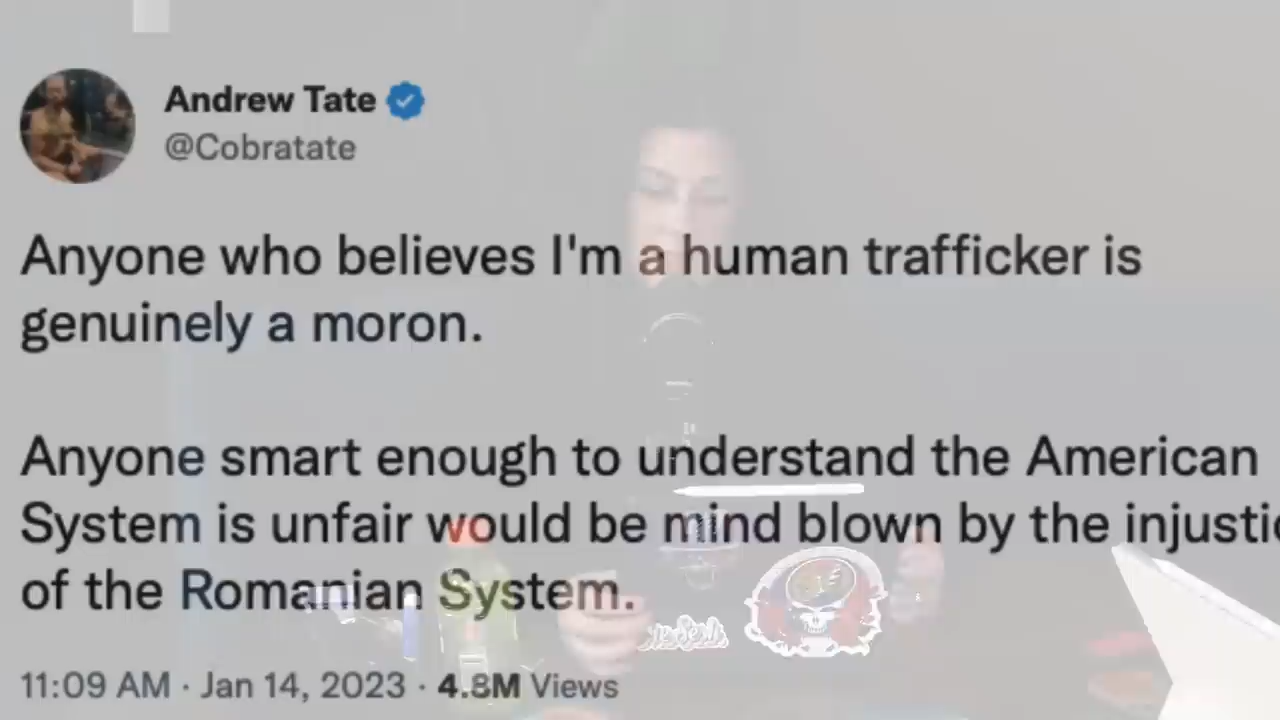 Andrew Tate
@Cobratate
Anyone who believes I'm a human trafficker is
genuinely a moron.
Anyone smart enough to understand the American
System is unfair would be mind blown by the
of the Romanian System.
11:09 AM · Jan 14, 2023 · 4.8M Views